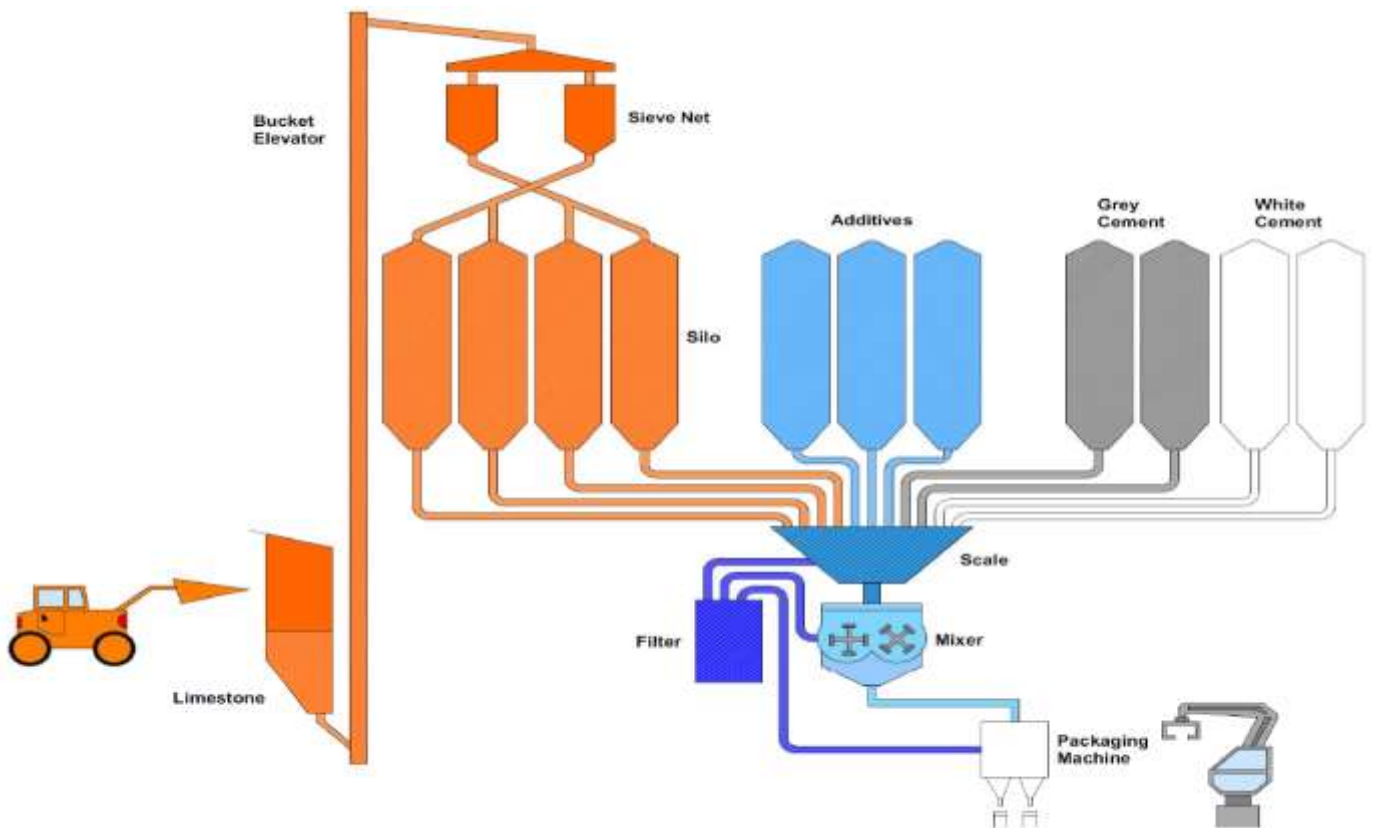 Bucket
Elevator
Sieve Net
Additives
Grey
Cement
White
Cement
Silo
Scale
Filter
Mixer
Limestone
Packaging
Machine